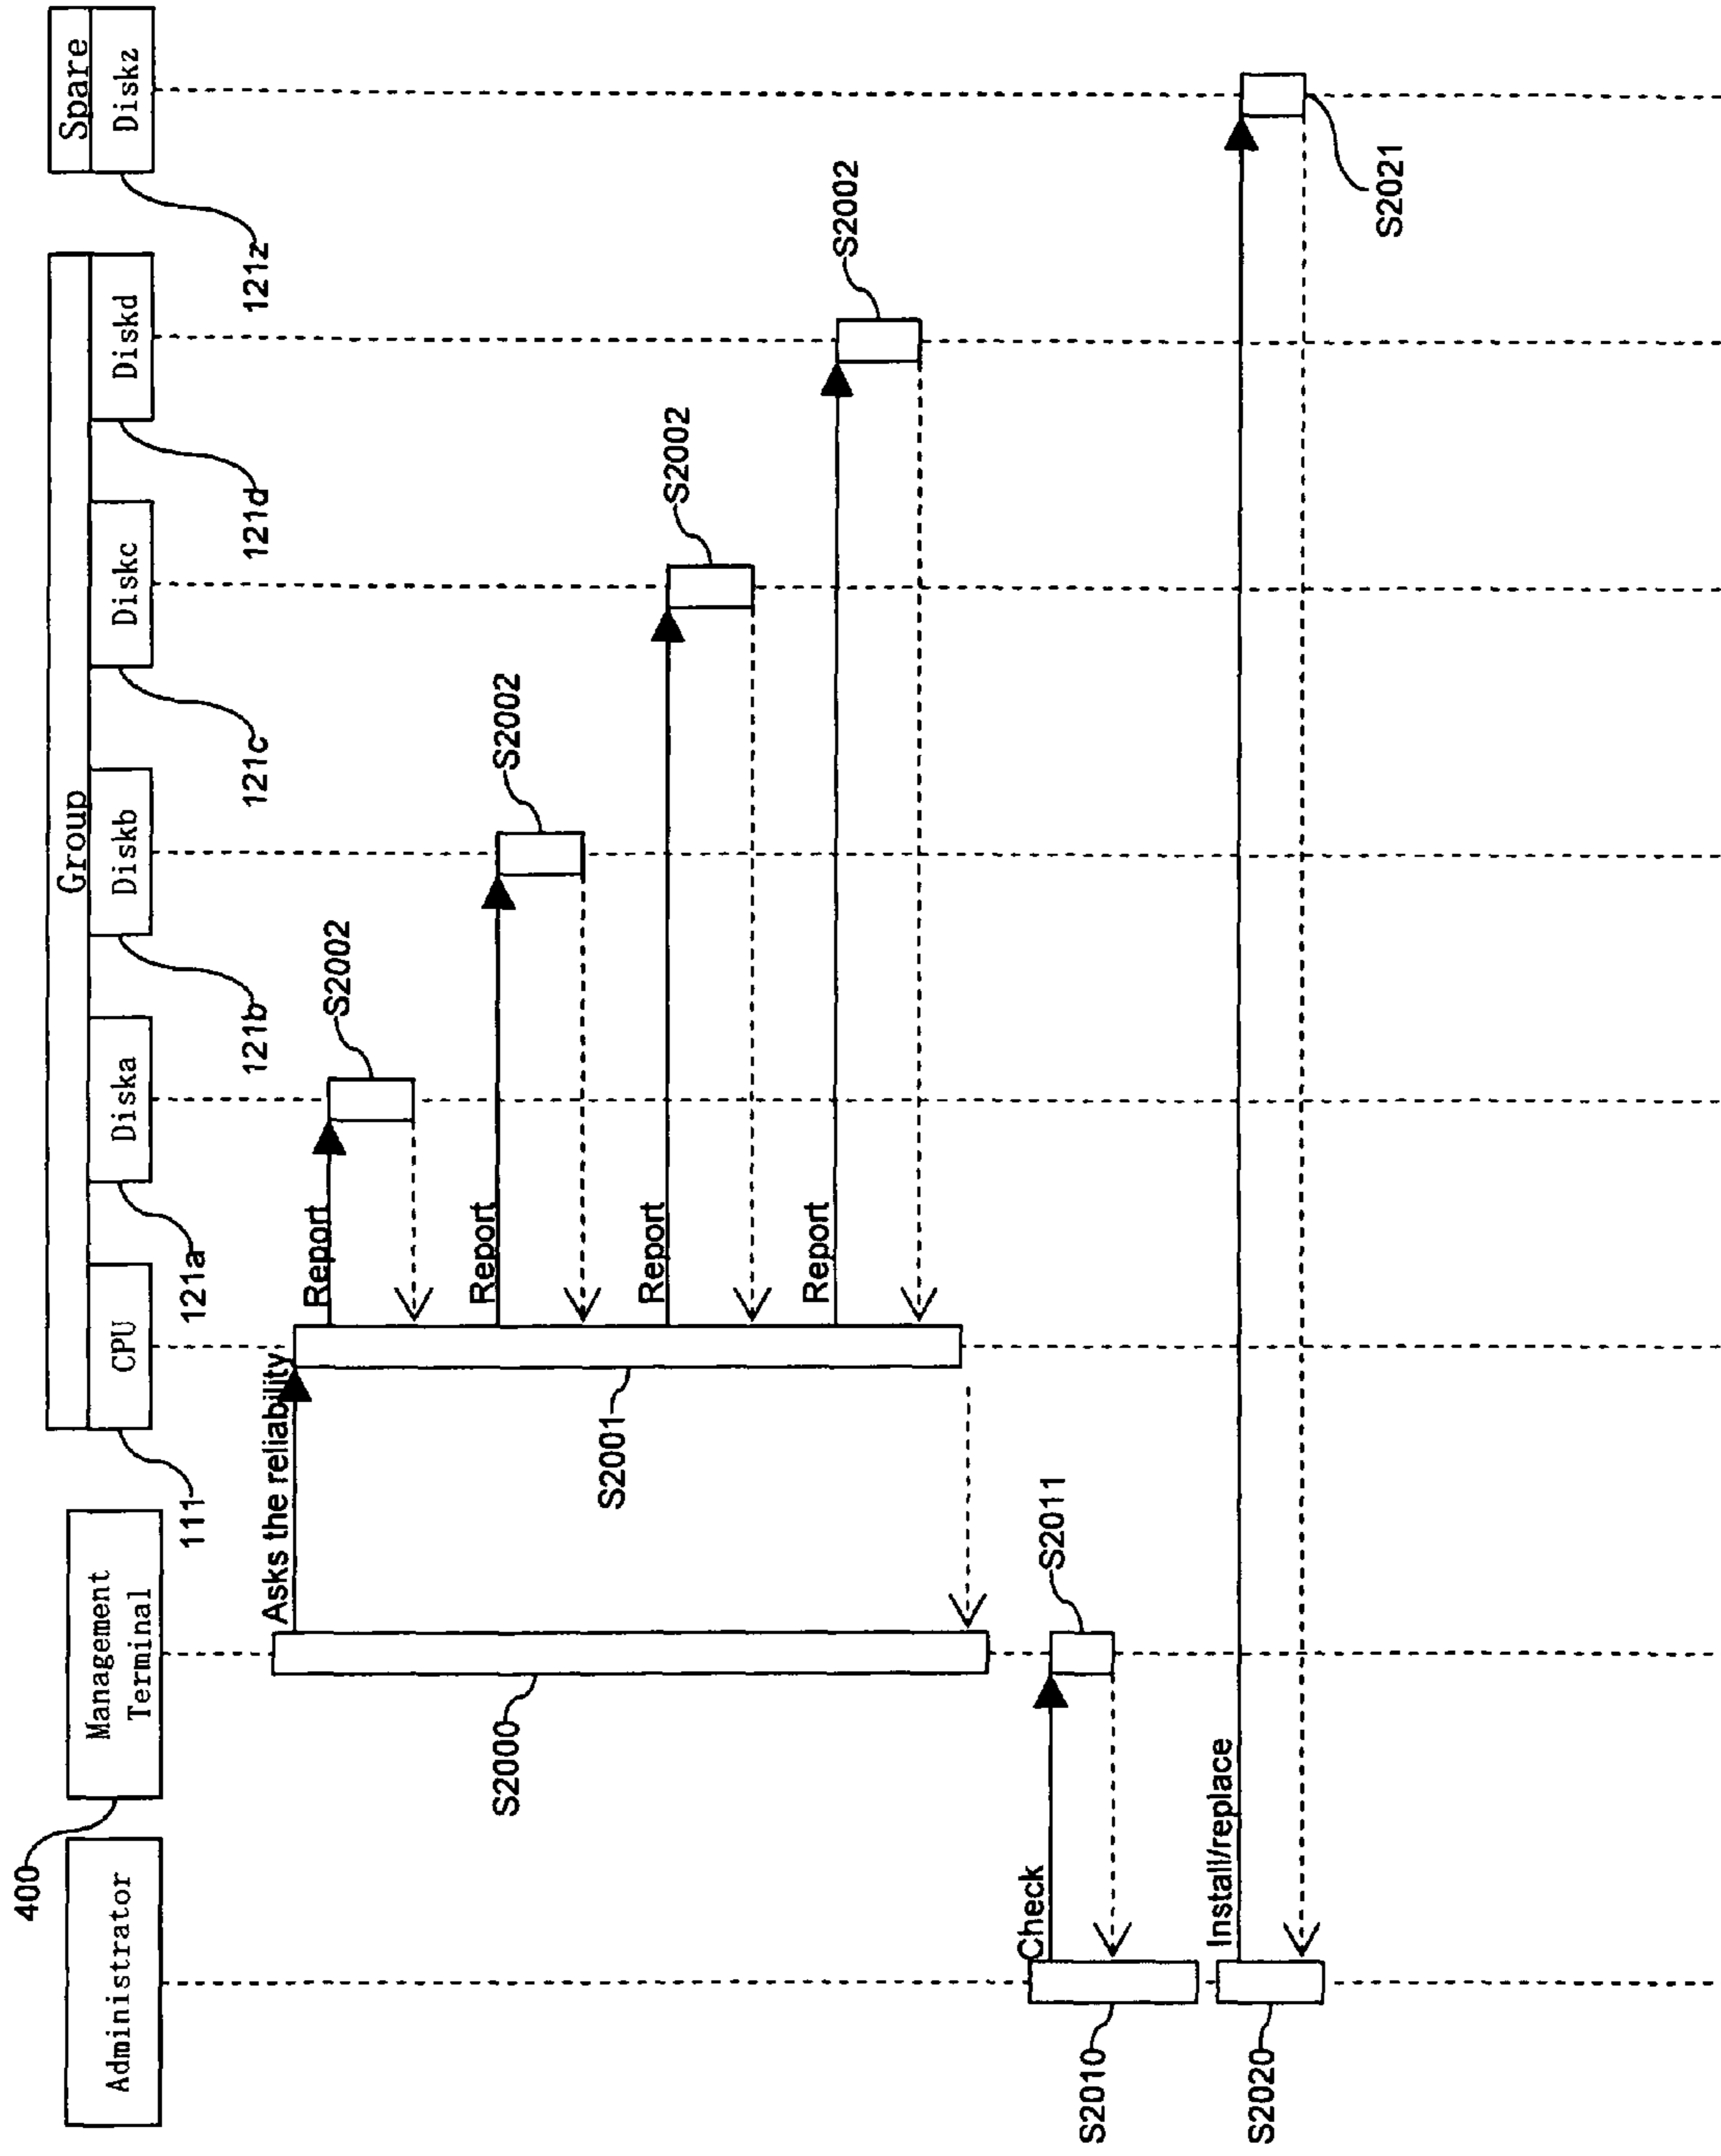 Administrator
Management
Terminal
400
Group
CPU
Diska
Diskb
Diskc
Diskd
Spare
Diskz
111
121a
121b
121c
121d
121z
Asks the reliability
Report
S2002
Report
S2002
Report
S2002
Report
S2002
S2000
S2001
Check
S2011
S2010
Install/replace
S2020
S2021